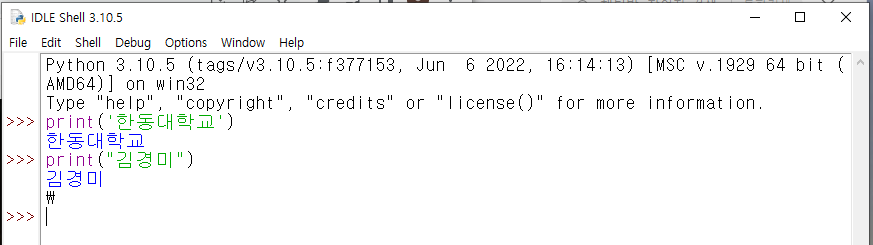 IDLE Shell 3.10.5
File Edit Shell Debug Options Window Help
Python 3.10.5 (tags/v3.10.5:f377153, Jun  6 2022, 16:14:13) [MSC v.1929 64 bit (
AMD64)] on win32
Type "help", "copyright", "credits" or "license()" for more information.
>>> print('한동대학교')
한동대학교
>>> print("김경미")
김경미
₩
>>>